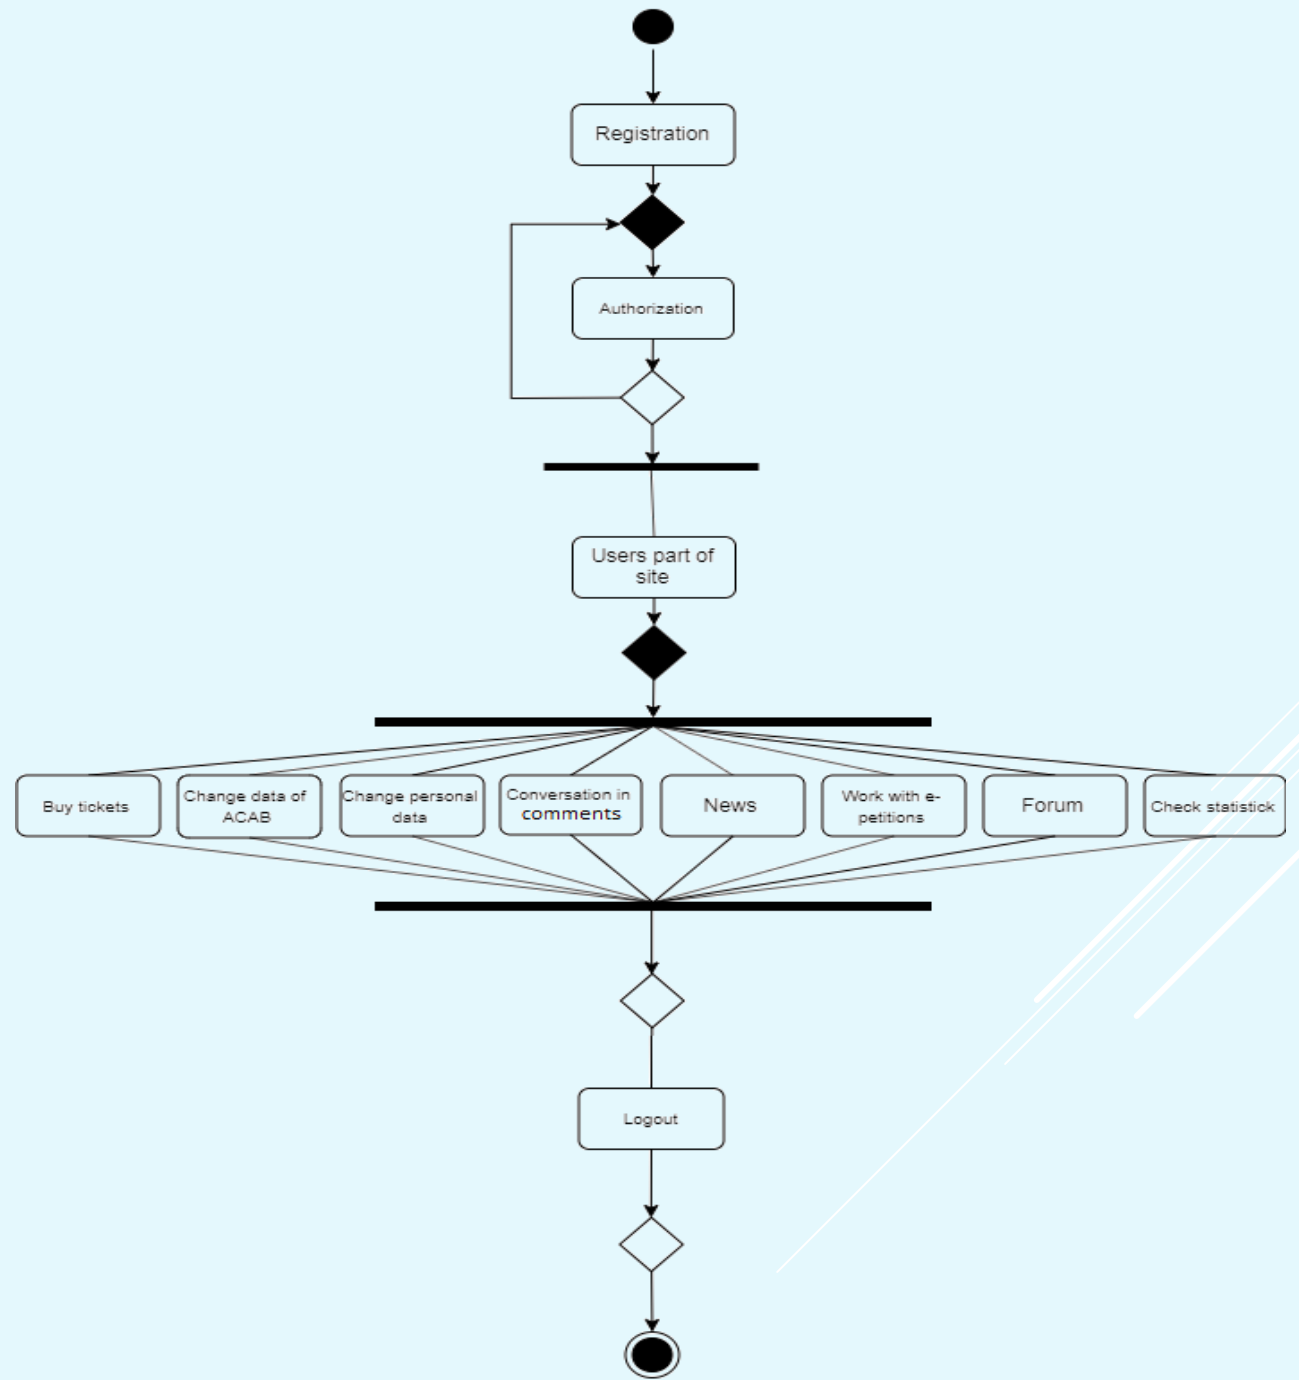 Registration
Authorization
Users part of
site
Buy tickets
Change data of
ACAB
Change personal
data
Conversation in
comments
News
Work with e-
petitions
Forum
Check statistick
Logout